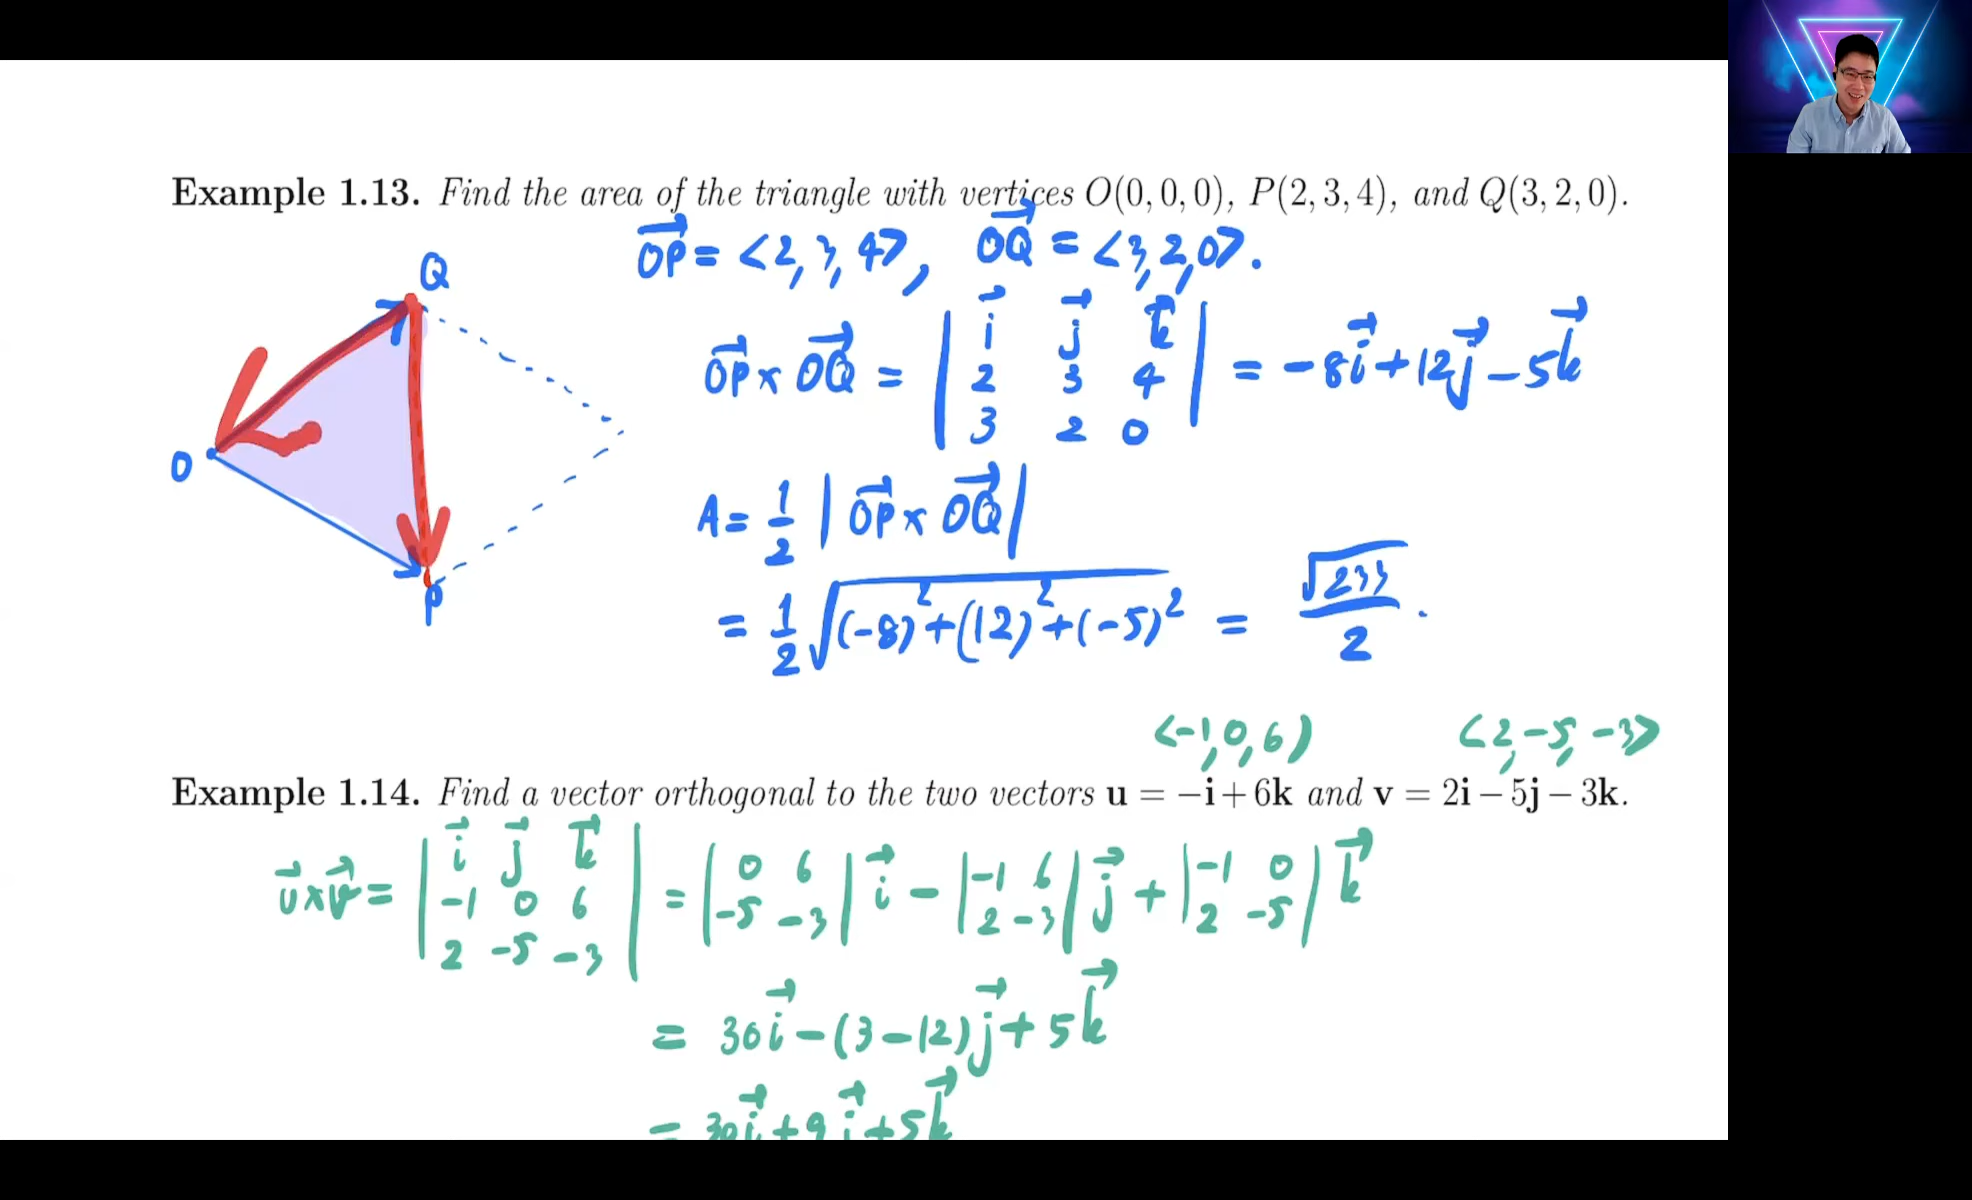 Example 1.13. Find the area of the triangle with vertices O(0, 0, 0), P(2, 3, 4), and Q(3, 2, 0).
O
Q
P
OP⃗ = <2, 3, 4>, OQ⃗ = <3, 2, 0>.
OP⃗ × OQ⃗ = | i⃗ j⃗ k⃗ | = -8i⃗ + 12j⃗ - 5k⃗
2 3 4
3 2 0
A = 1/2 | OP⃗ × OQ⃗ |
= 1/2 √((-8)² + (12)² + (-5)²) = √233/2 .
<-1, 0, 6) <2, -5, -3>
Example 1.14. Find a vector orthogonal to the two vectors u = −i + 6k and v = 2i − 5j − 3k.
u⃗ × v⃗ = | i⃗ j⃗ k⃗ | = | 0 6 | i⃗ - | -1 6 | j⃗ + | -1 0 | k⃗
-1 0 6 -5 -3 2 -3 2 -5
2 -5 -3
= 30i⃗ - (3-12)j⃗ + 5k⃗
= 30i⃗ + 9j⃗ + 5k⃗